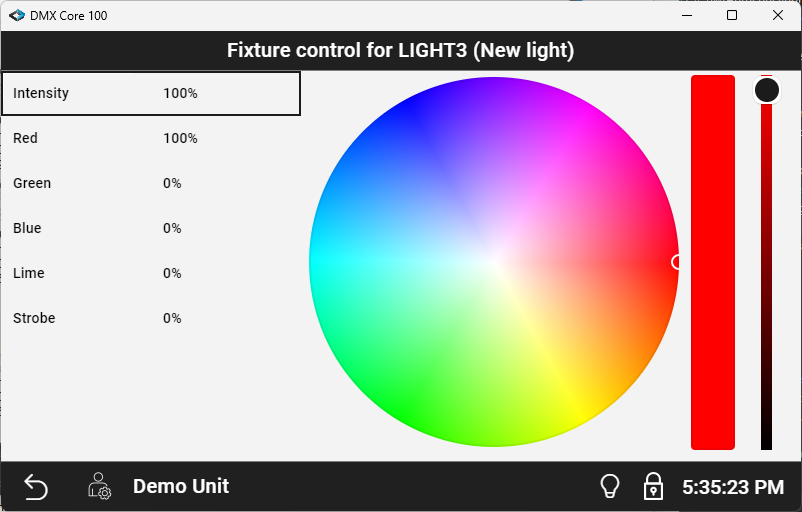 DMX Core 100
Fixture control for LIGHT3 (New light)
Intensity 100%
Red 100%
Green 0%
Blue 0%
Lime 0%
Strobe 0%
Demo Unit 5:35:23 PM